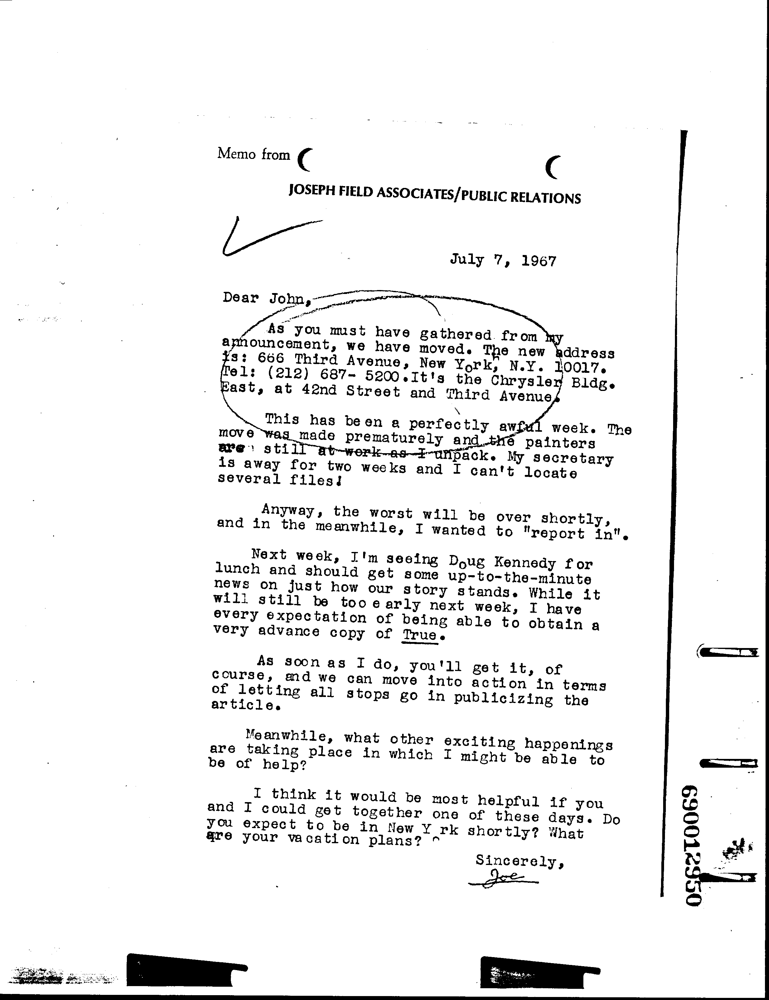 Memo from
JOSEPH FIELD ASSOCIATES/PUBLIC RELATIONS
July 7, 1967
Dear John,
As you must have gathered from my
announcement, we have moved. The new address
is: 666 Third Avenue, New York, N.Y. 10017.
Tel: (212) 687- 5200.It's the Chrysler Bldg.
East, at 42nd Street and Third Avenue.
This has been a perfectly awful week. The
move was made prematurely and the painters
are still at work as I unpack. My secretary
is away for two weeks and I can't locate
several files!
Anyway, the worst will be over shortly,
and in the meanwhile, I wanted to "report in".
Next week, I'm seeing Doug Kennedy for
lunch and should get some up-to-the-minute
news on just how our story stands. While it
will still be too early next week, I have
every expectation of being able to obtain a
very advance copy of True.
As soon as I do, you'll get it, of
course, and we can move into action in terms
of letting all stops go in publicizing the
article.
Meanwhile, what other exciting happenings
are taking place in which I might be able to
be of help?
I think it would be most helpful if you
and I could get together one of these days. Do
you expect to be in New Y rk shortly? What
are your vacation plans?
Sincerely,
Joe
690012950